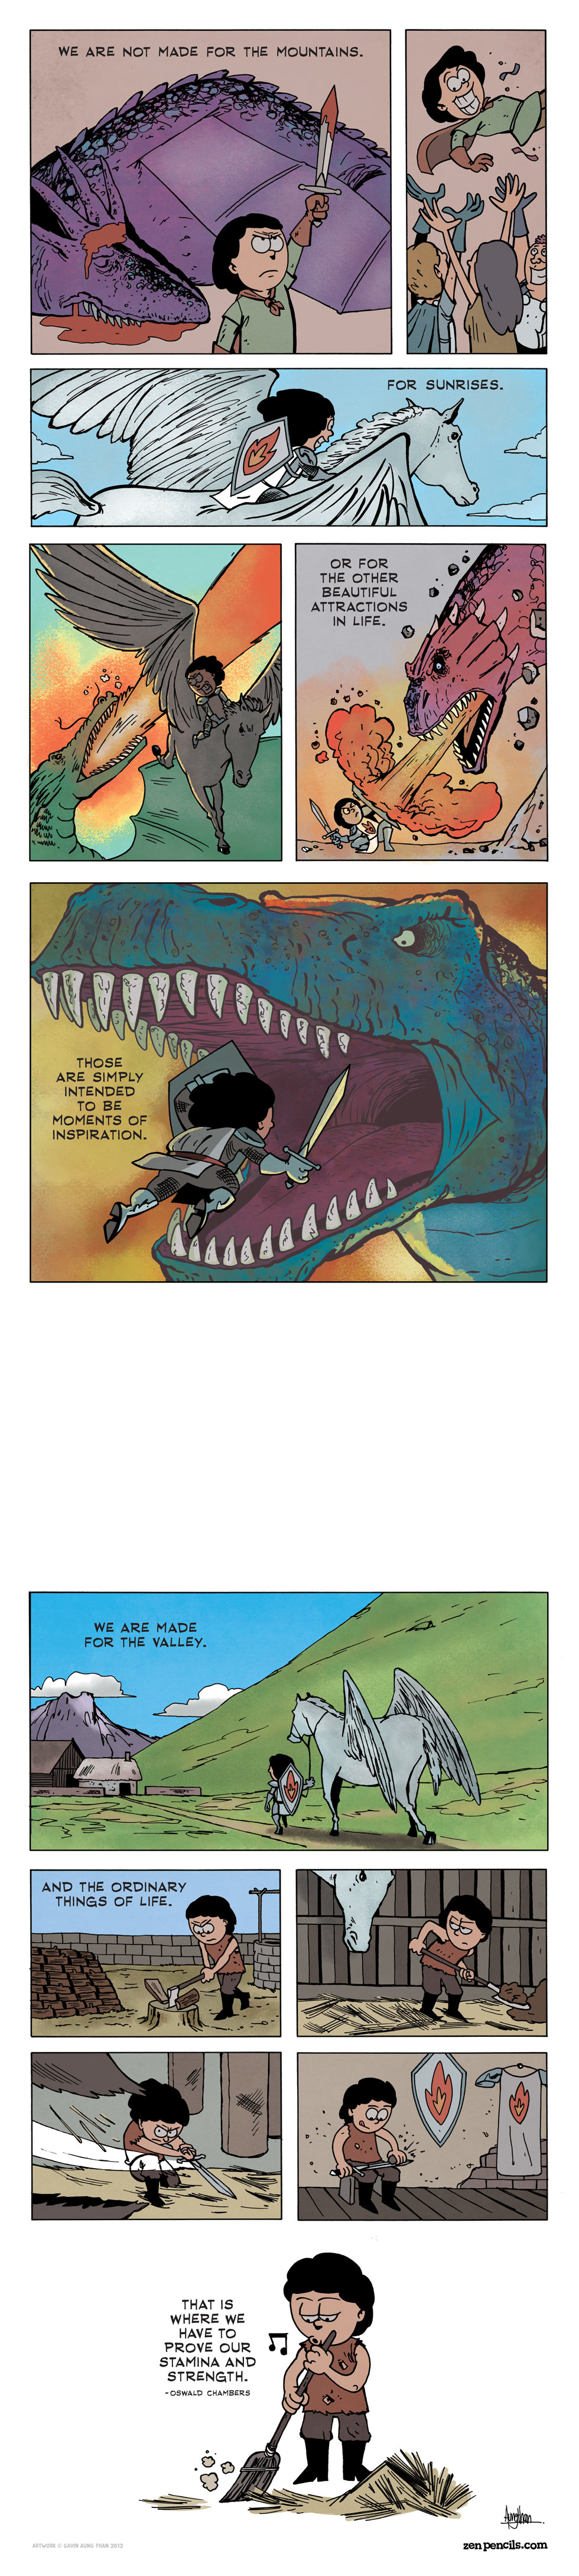 WE ARE NOT MADE FOR THE MOUNTAINS.
FOR SUNRISES.
OR FOR
THE OTHER
BEAUTIFUL
ATTRACTIONS
IN LIFE.
THOSE
ARE SIMPLY
INTENDED
TO BE
MOMENTS OF
INSPIRATION.
WE ARE MADE
FOR THE VALLEY.
AND THE ORDINARY
THINGS OF LIFE.
THAT IS
WHERE WE
HAVE TO
PROVE OUR
STAMINA AND
STRENGTH.
-OSWALD CHAMBERS
ARTWORK © GAVIN AUNG THAN 2012
zenpencils.com